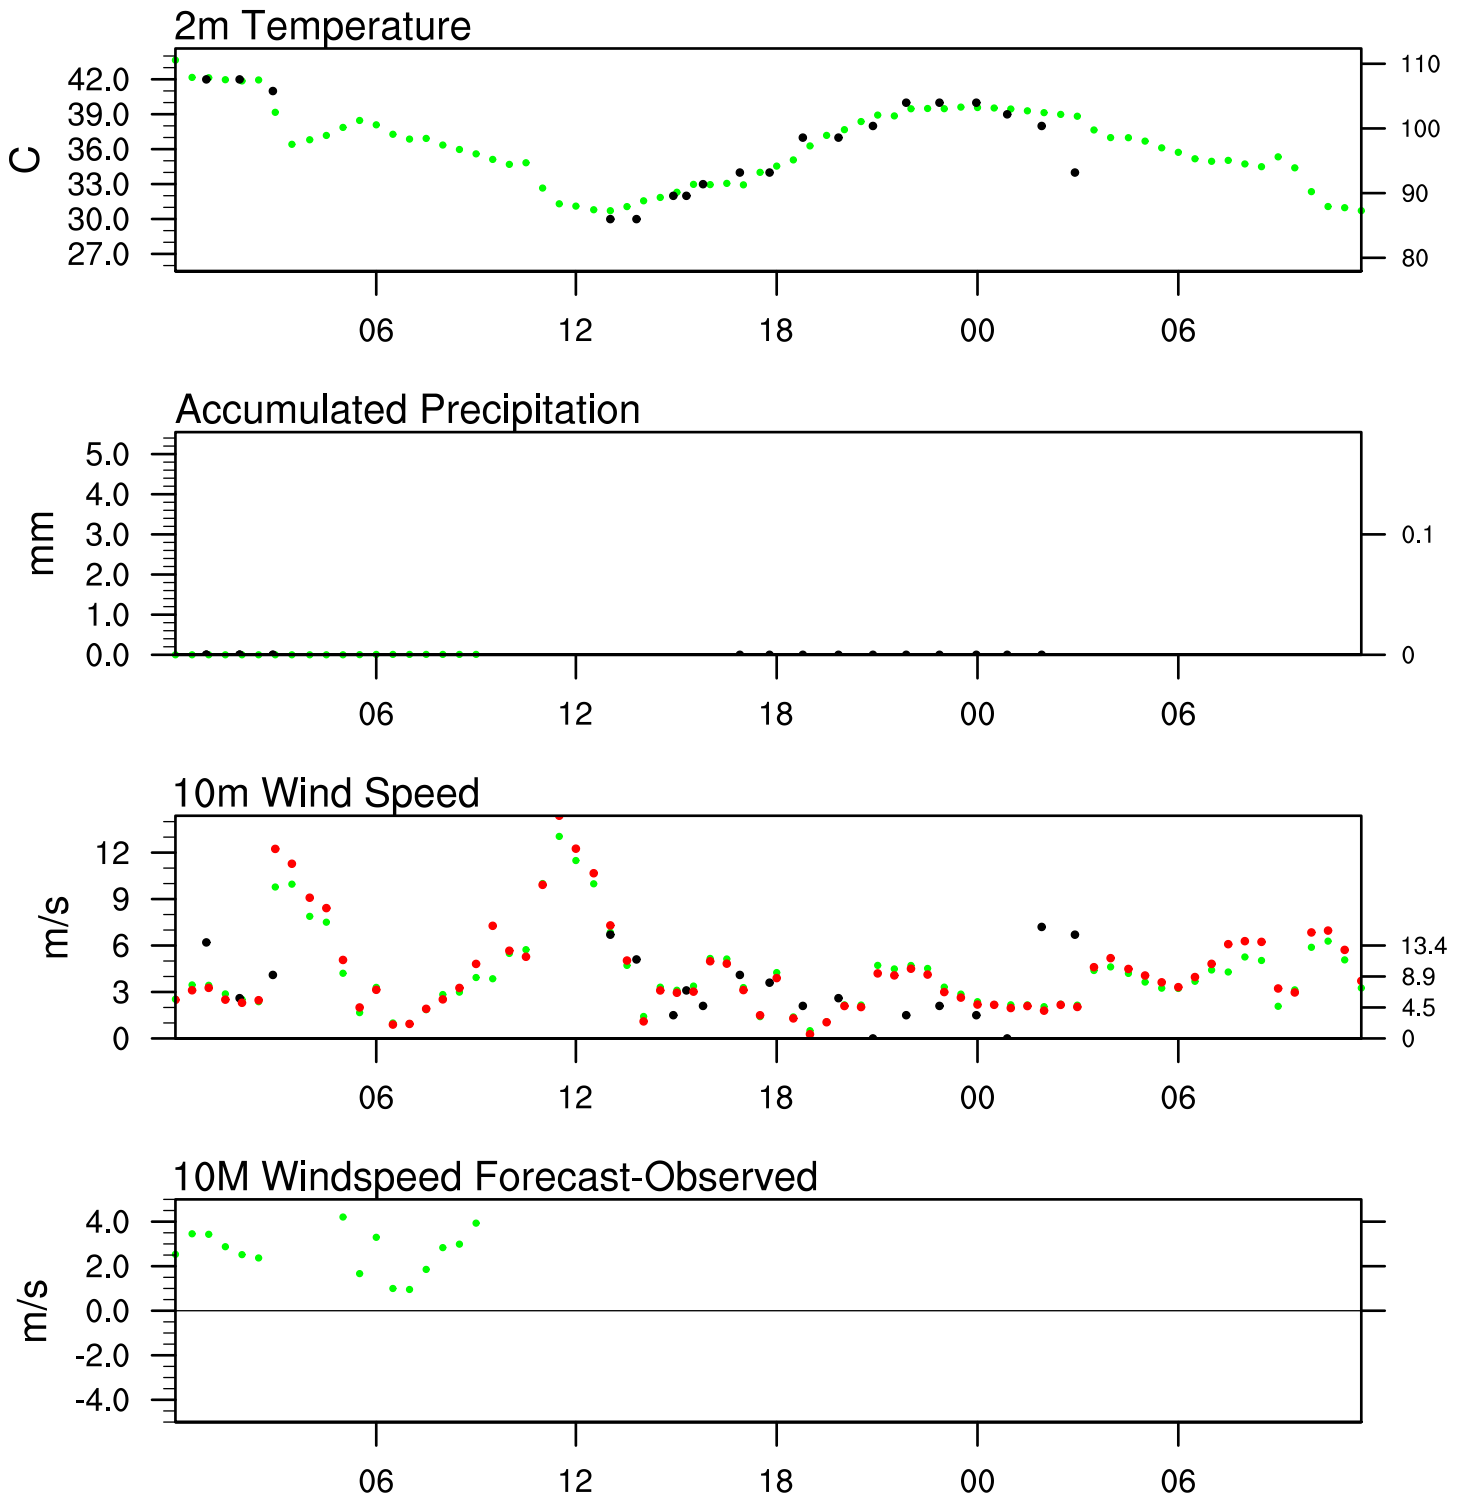 2m Temperature
C
42.0
39.0
36.0
33.0
30.0
27.0
110
100
90
80
06 12 18 00 06
Accumulated Precipitation
mm
5.0
4.0
3.0
2.0
1.0
0.0
0.1
0
06 12 18 00 06
10m Wind Speed
m/s
12
9
6
3
0
13.4
8.9
4.5
0
06 12 18 00 06
10M Windspeed Forecast-Observed
m/s
4.0
2.0
0.0
-2.0
-4.0
06 12 18 00 06